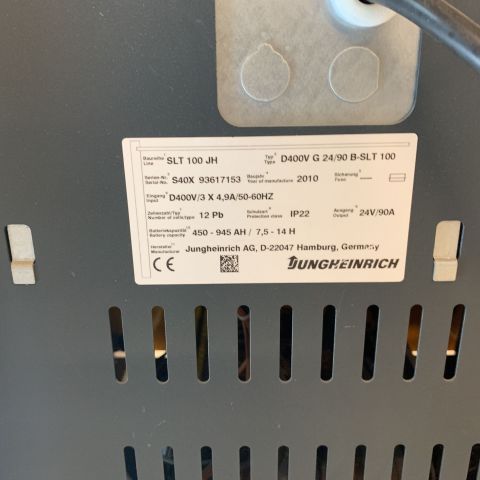 Baureihe Line SLT 100 JH Typ Type D400V G 24/90 B-SLT 100
Serien-Nr. Serial-No. S40X 93617153 Baujahr Year of manufacture 2010 Sicherung Fuse —
Eingang Input D400V/3 X 4,9A/50-60HZ
Zellenzahl/Typ Number of cells/type 12 Pb Schutzart Protection class IP22 Ausgang Output 24V/90A
Batteriekapazität Battery capacity 450 - 945 AH / 7,5 - 14 H
Hersteller Manufacturer Jungheinrich AG, D-22047 Hamburg, Germany
CE JUNGHEINRICH